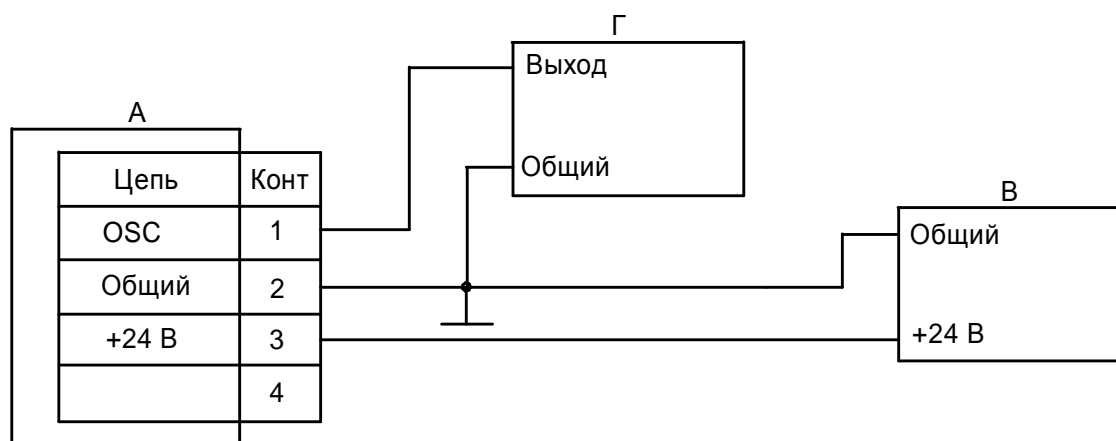 Г
Выход
Общий
А
Цепь Конт
OSC 1
Общий 2
+24 В 3
4
В
Общий
+24 В